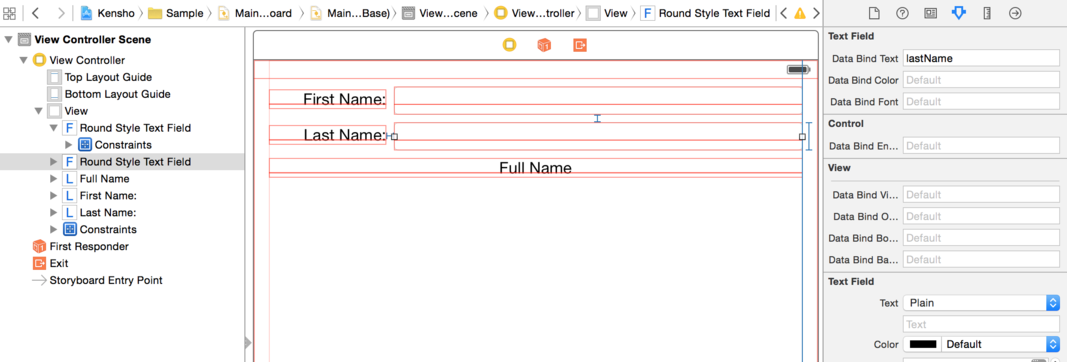 Kensho
Sample
Main...oard
Main...Base)
View...cene
View...troller
View
F Round Style Text Field
View Controller Scene
View Controller
Top Layout Guide
Bottom Layout Guide
View
F Round Style Text Field
Constraints
F Round Style Text Field
L Full Name
L First Name:
L Last Name:
Constraints
First Responder
Exit
Storyboard Entry Point
First Name:
Last Name:
Full Name
Text Field
Data Bind Text lastName
Data Bind Color Default
Data Bind Font Default
Control
Data Bind En... Default
View
Data Bind Vi... Default
Data Bind O... Default
Data Bind Bo... Default
Data Bind Ba... Default
Text Field
Text Plain
Text
Color Default